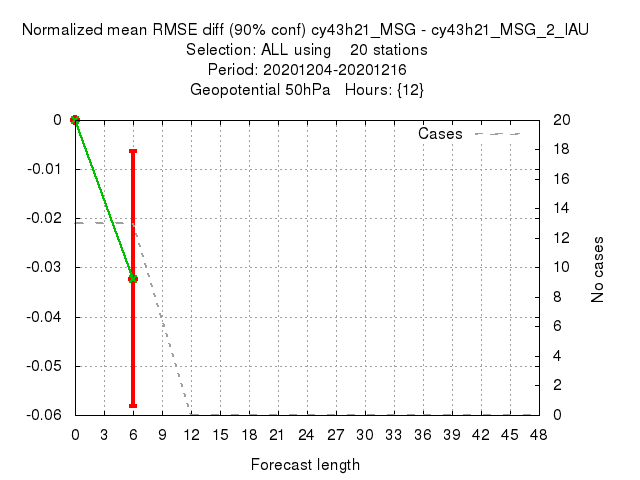 Normalized mean RMSE diff (90% conf) cy43h21_MSG - cy43h21_MSG_2_IAU
Selection: ALL using 20 stations
Period: 20201204-20201216
Geopotential 50hPa Hours: {12}
Cases
0
-0.01
-0.02
-0.03
-0.04
-0.05
-0.06
20
18
16
14
12
10
8
6
4
2
0
No cases
0 3 6 9 12 15 18 21 24 27 30 33 36 39 42 45 48
Forecast length